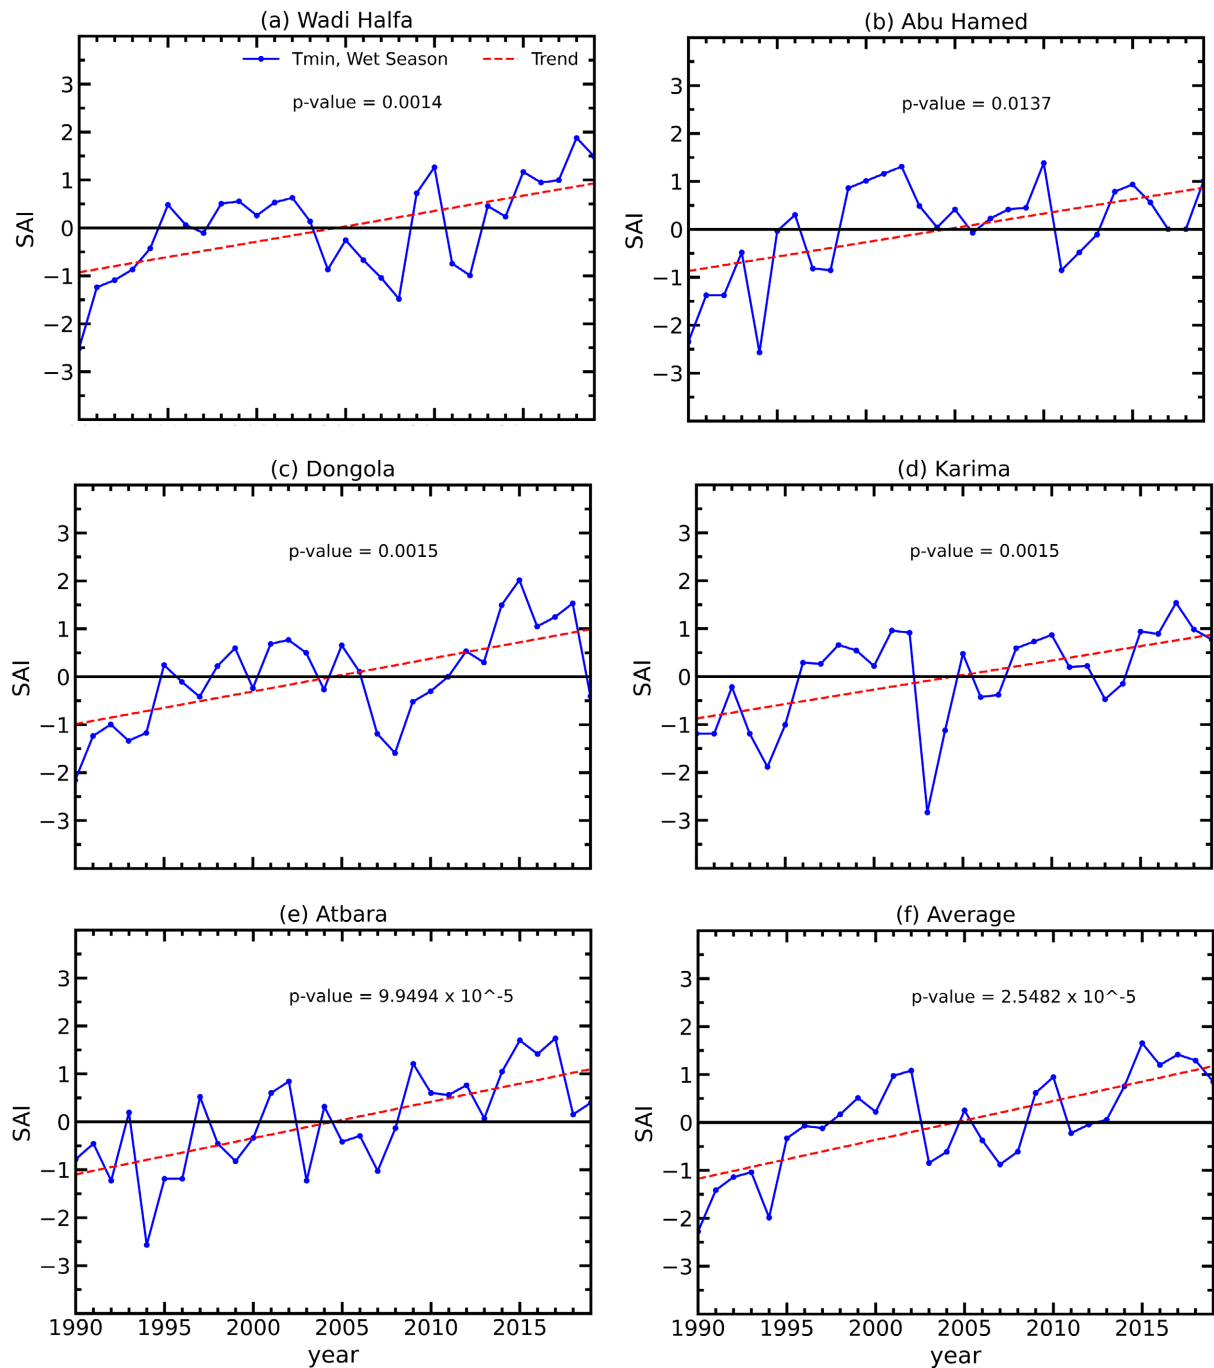 (a) Wadi Halfa
Tmin, Wet Season
Trend
p-value = 0.0014
3
2
1
0
−1
−2
−3
SAI
(b) Abu Hamed
p-value = 0.0137
3
2
1
0
−1
−2
−3
SAI
(c) Dongola
p-value = 0.0015
3
2
1
0
−1
−2
−3
SAI
(d) Karima
p-value = 0.0015
3
2
1
0
−1
−2
−3
SAI
(e) Atbara
p-value = 9.9494 x 10^-5
3
2
1
0
−1
−2
−3
SAI
1990 1995 2000 2005 2010 2015
year
(f) Average
p-value = 2.5482 x 10^-5
3
2
1
0
−1
−2
−3
SAI
1990 1995 2000 2005 2010 2015
year